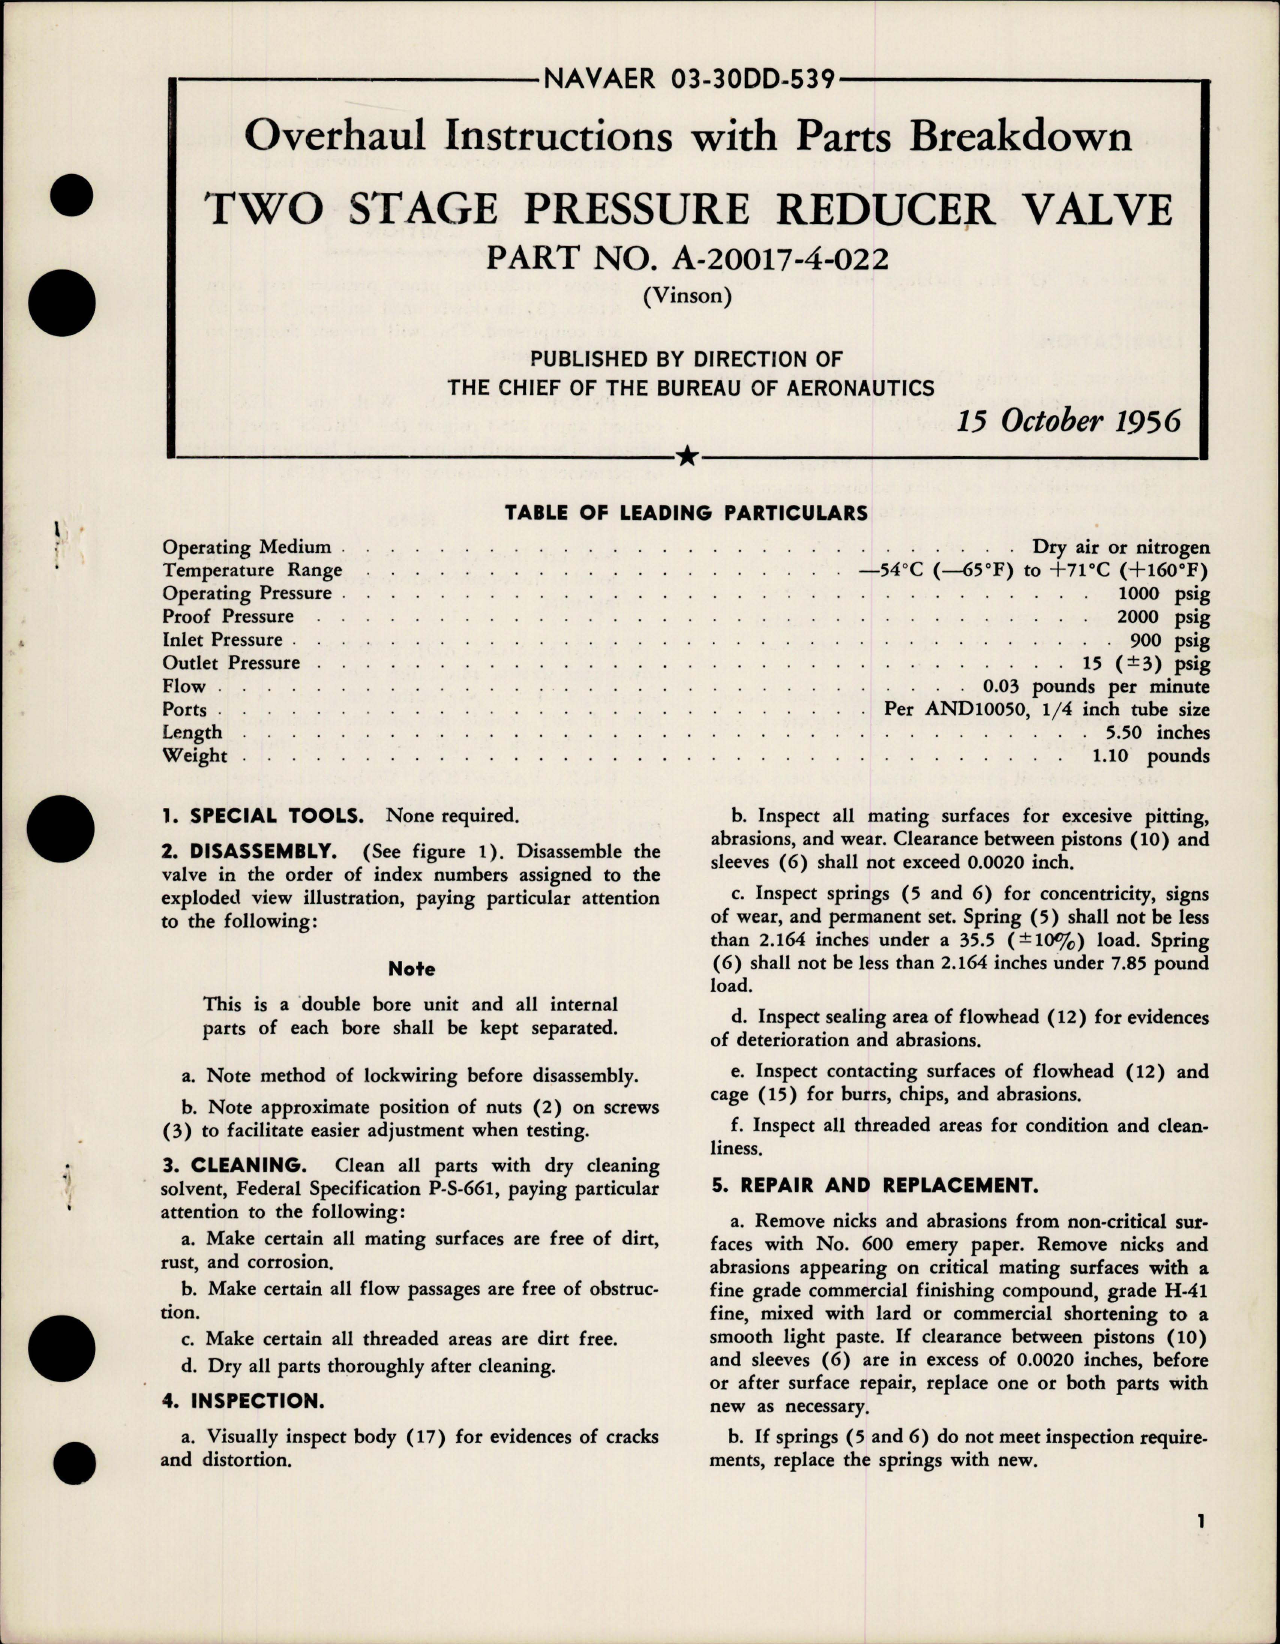 NAVAER 03-30DD-539
Overhaul Instructions with Parts Breakdown
TWO STAGE PRESSURE REDUCER VALVE
PART NO. A-20017-4-022
(Vinson)
PUBLISHED BY DIRECTION OF
THE CHIEF OF THE BUREAU OF AERONAUTICS
15 October 1956
TABLE OF LEADING PARTICULARS
Operating Medium . . . . . . . . . . . . . . . . . . . . Dry air or nitrogen
Temperature Range . . . . . . . . . . . . . . . . . . . . —54°C (—65°F) to +71°C (+160°F)
Operating Pressure . . . . . . . . . . . . . . . . . . . . 1000 psig
Proof Pressure . . . . . . . . . . . . . . . . . . . . 2000 psig
Inlet Pressure . . . . . . . . . . . . . . . . . . . . 900 psig
Outlet Pressure . . . . . . . . . . . . . . . . . . . . 15 (±3) psig
Flow . . . . . . . . . . . . . . . . . . . . 0.03 pounds per minute
Ports . . . . . . . . . . . . . . . . . . . . Per AND10050, 1/4 inch tube size
Length . . . . . . . . . . . . . . . . . . . . 5.50 inches
Weight . . . . . . . . . . . . . . . . . . . . 1.10 pounds
1. SPECIAL TOOLS. None required.
2. DISASSEMBLY. (See figure 1). Disassemble the
valve in the order of index numbers assigned to the
exploded view illustration, paying particular attention
to the following:
Note
This is a double bore unit and all internal
parts of each bore shall be kept separated.
a. Note method of lockwiring before disassembly.
b. Note approximate position of nuts (2) on screws
(3) to facilitate easier adjustment when testing.
3. CLEANING. Clean all parts with dry cleaning
solvent, Federal Specification P-S-661, paying particular
attention to the following:
a. Make certain all mating surfaces are free of dirt,
rust, and corrosion.
b. Make certain all flow passages are free of obstruc-
tion.
c. Make certain all threaded areas are dirt free.
d. Dry all parts thoroughly after cleaning.
4. INSPECTION.
a. Visually inspect body (17) for evidences of cracks
and distortion.
b. Inspect all mating surfaces for excesive pitting,
abrasions, and wear. Clearance between pistons (10) and
sleeves (6) shall not exceed 0.0020 inch.
c. Inspect springs (5 and 6) for concentricity, signs
of wear, and permanent set. Spring (5) shall not be less
than 2.164 inches under a 35.5 (±10%) load. Spring
(6) shall not be less than 2.164 inches under 7.85 pound
load.
d. Inspect sealing area of flowhead (12) for evidences
of deterioration and abrasions.
e. Inspect contacting surfaces of flowhead (12) and
cage (15) for burrs, chips, and abrasions.
f. Inspect all threaded areas for condition and clean-
liness.
5. REPAIR AND REPLACEMENT.
a. Remove nicks and abrasions from non-critical sur-
faces with No. 600 emery paper. Remove nicks and
abrasions appearing on critical mating surfaces with a
fine grade commercial finishing compound, grade H-41
fine, mixed with lard or commercial shortening to a
smooth light paste. If clearance between pistons (10)
and sleeves (6) are in excess of 0.0020 inches, before
or after surface repair, replace one or both parts with
new as necessary.
b. If springs (5 and 6) do not meet inspection require-
ments, replace the springs with new.
1